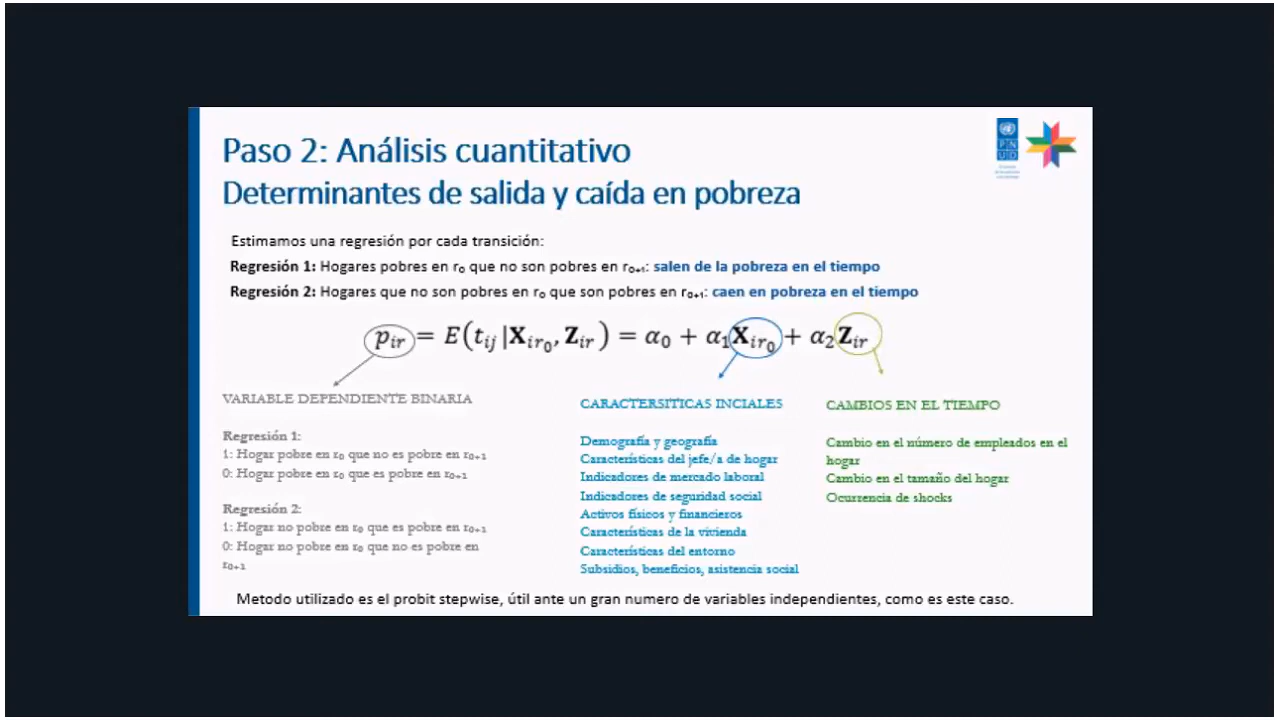 Paso 2: Análisis cuantitativo
Determinantes de salida y caída en pobreza
P N
U D
Estimamos una regresión por cada transición:
Regresión 1: Hogares pobres en r₀ que no son pobres en r₀₊₁: salen de la pobreza en el tiempo
Regresión 2: Hogares que no son pobres en r₀ que son pobres en r₀₊₁: caen en pobreza en el tiempo
pᵢᵣ = E(tᵢⱼ|Xᵢᵣ₀, Zᵢᵣ) = α₀ + α₁Xᵢᵣ₀ + α₂Zᵢᵣ
VARIABLE DEPENDIENTE BINARIA
Regresión 1:
1: Hogar pobre en r₀ que no es pobre en r₀₊₁
0: Hogar pobre en r₀ que es pobre en r₀₊₁
Regresión 2:
1: Hogar no pobre en r₀ que es pobre en r₀₊₁
0: Hogar no pobre en r₀ que no es pobre en
r₀₊₁
CARACTERSITICAS INCIALES
Demografía y geografía
Características del jefe/a de hogar
Indicadores de mercado laboral
Indicadores de seguridad social
Activos físicos y financieros
Características de la vivienda
Características del entorno
Subsidios, beneficios, asistencia social
CAMBIOS EN EL TIEMPO
Cambio en el número de empleados en el
hogar
Cambio en el tamaño del hogar
Ocurrencia de shocks
Metodo utilizado es el probit stepwise, útil ante un gran numero de variables independientes, como es este caso.